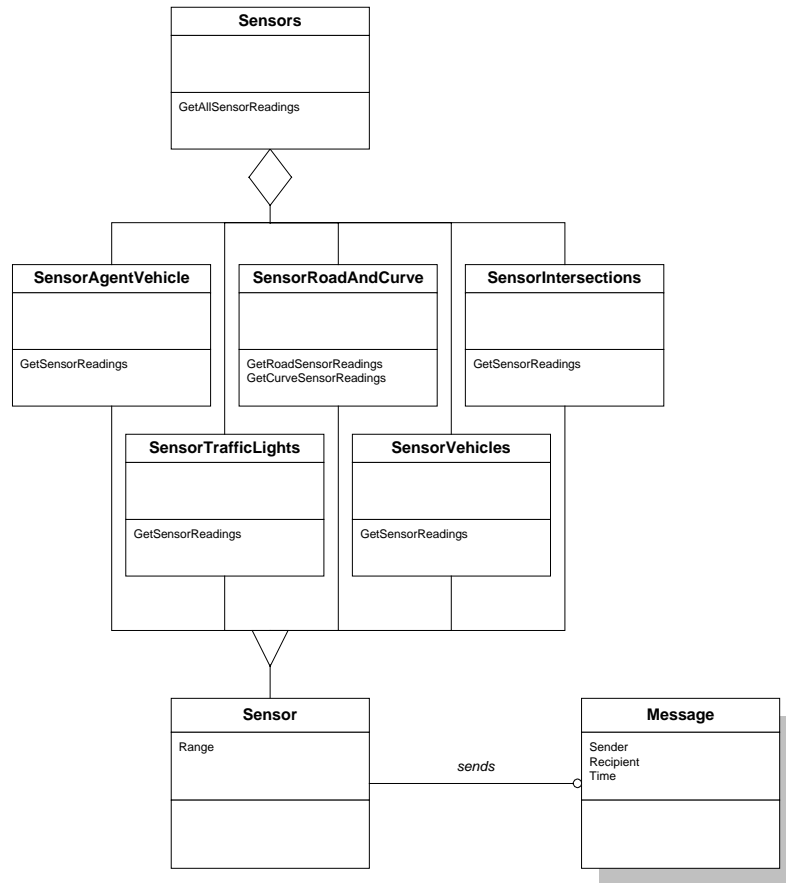 Sensors
GetAllSensorReadings
SensorAgentVehicle
GetSensorReadings
SensorRoadAndCurve
GetRoadSensorReadings
GetCurveSensorReadings
SensorIntersections
GetSensorReadings
SensorTrafficLights
GetSensorReadings
SensorVehicles
GetSensorReadings
Sensor
Range
sends
Message
Sender
Recipient
Time